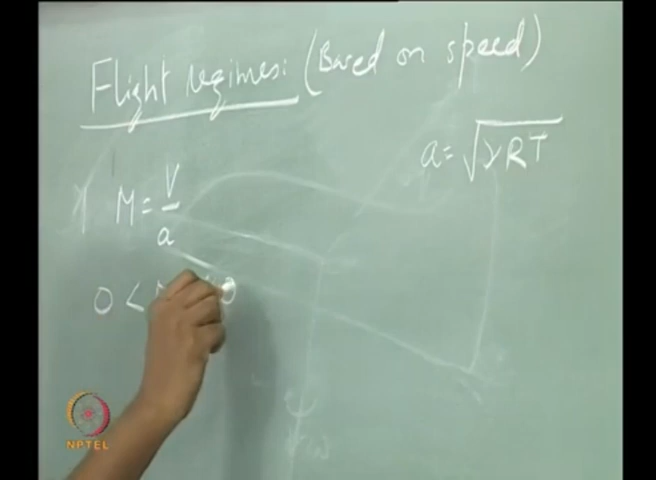 Flight regimes: (Based on speed)
a = √γRT
M = V/a
0 <
NPTEL